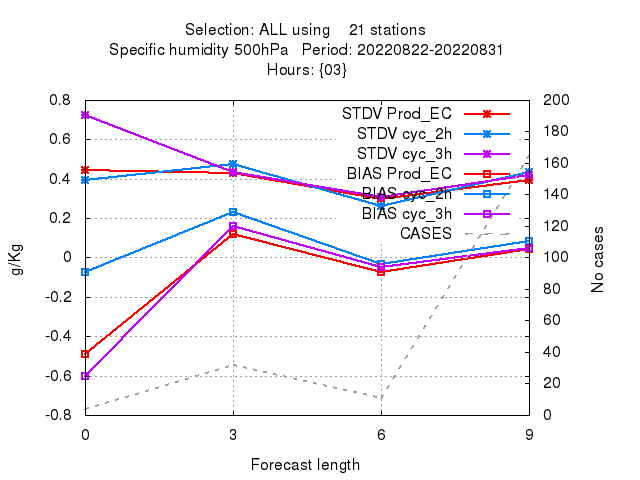 Selection: ALL using    21 stations
Specific humidity 500hPa   Period: 20220822-20220831
Hours: {03}
0.8
0.6
0.4
0.2
0
-0.2
-0.4
-0.6
-0.8
g/Kg
STDV Prod_EC
STDV cyc_2h
STDV cyc_3h
BIAS Prod_EC
BIAS cyc_2h
BIAS cyc_3h
CASES
200
180
160
140
120
100
80
60
40
20
0
No cases
0 3 6 9
Forecast length